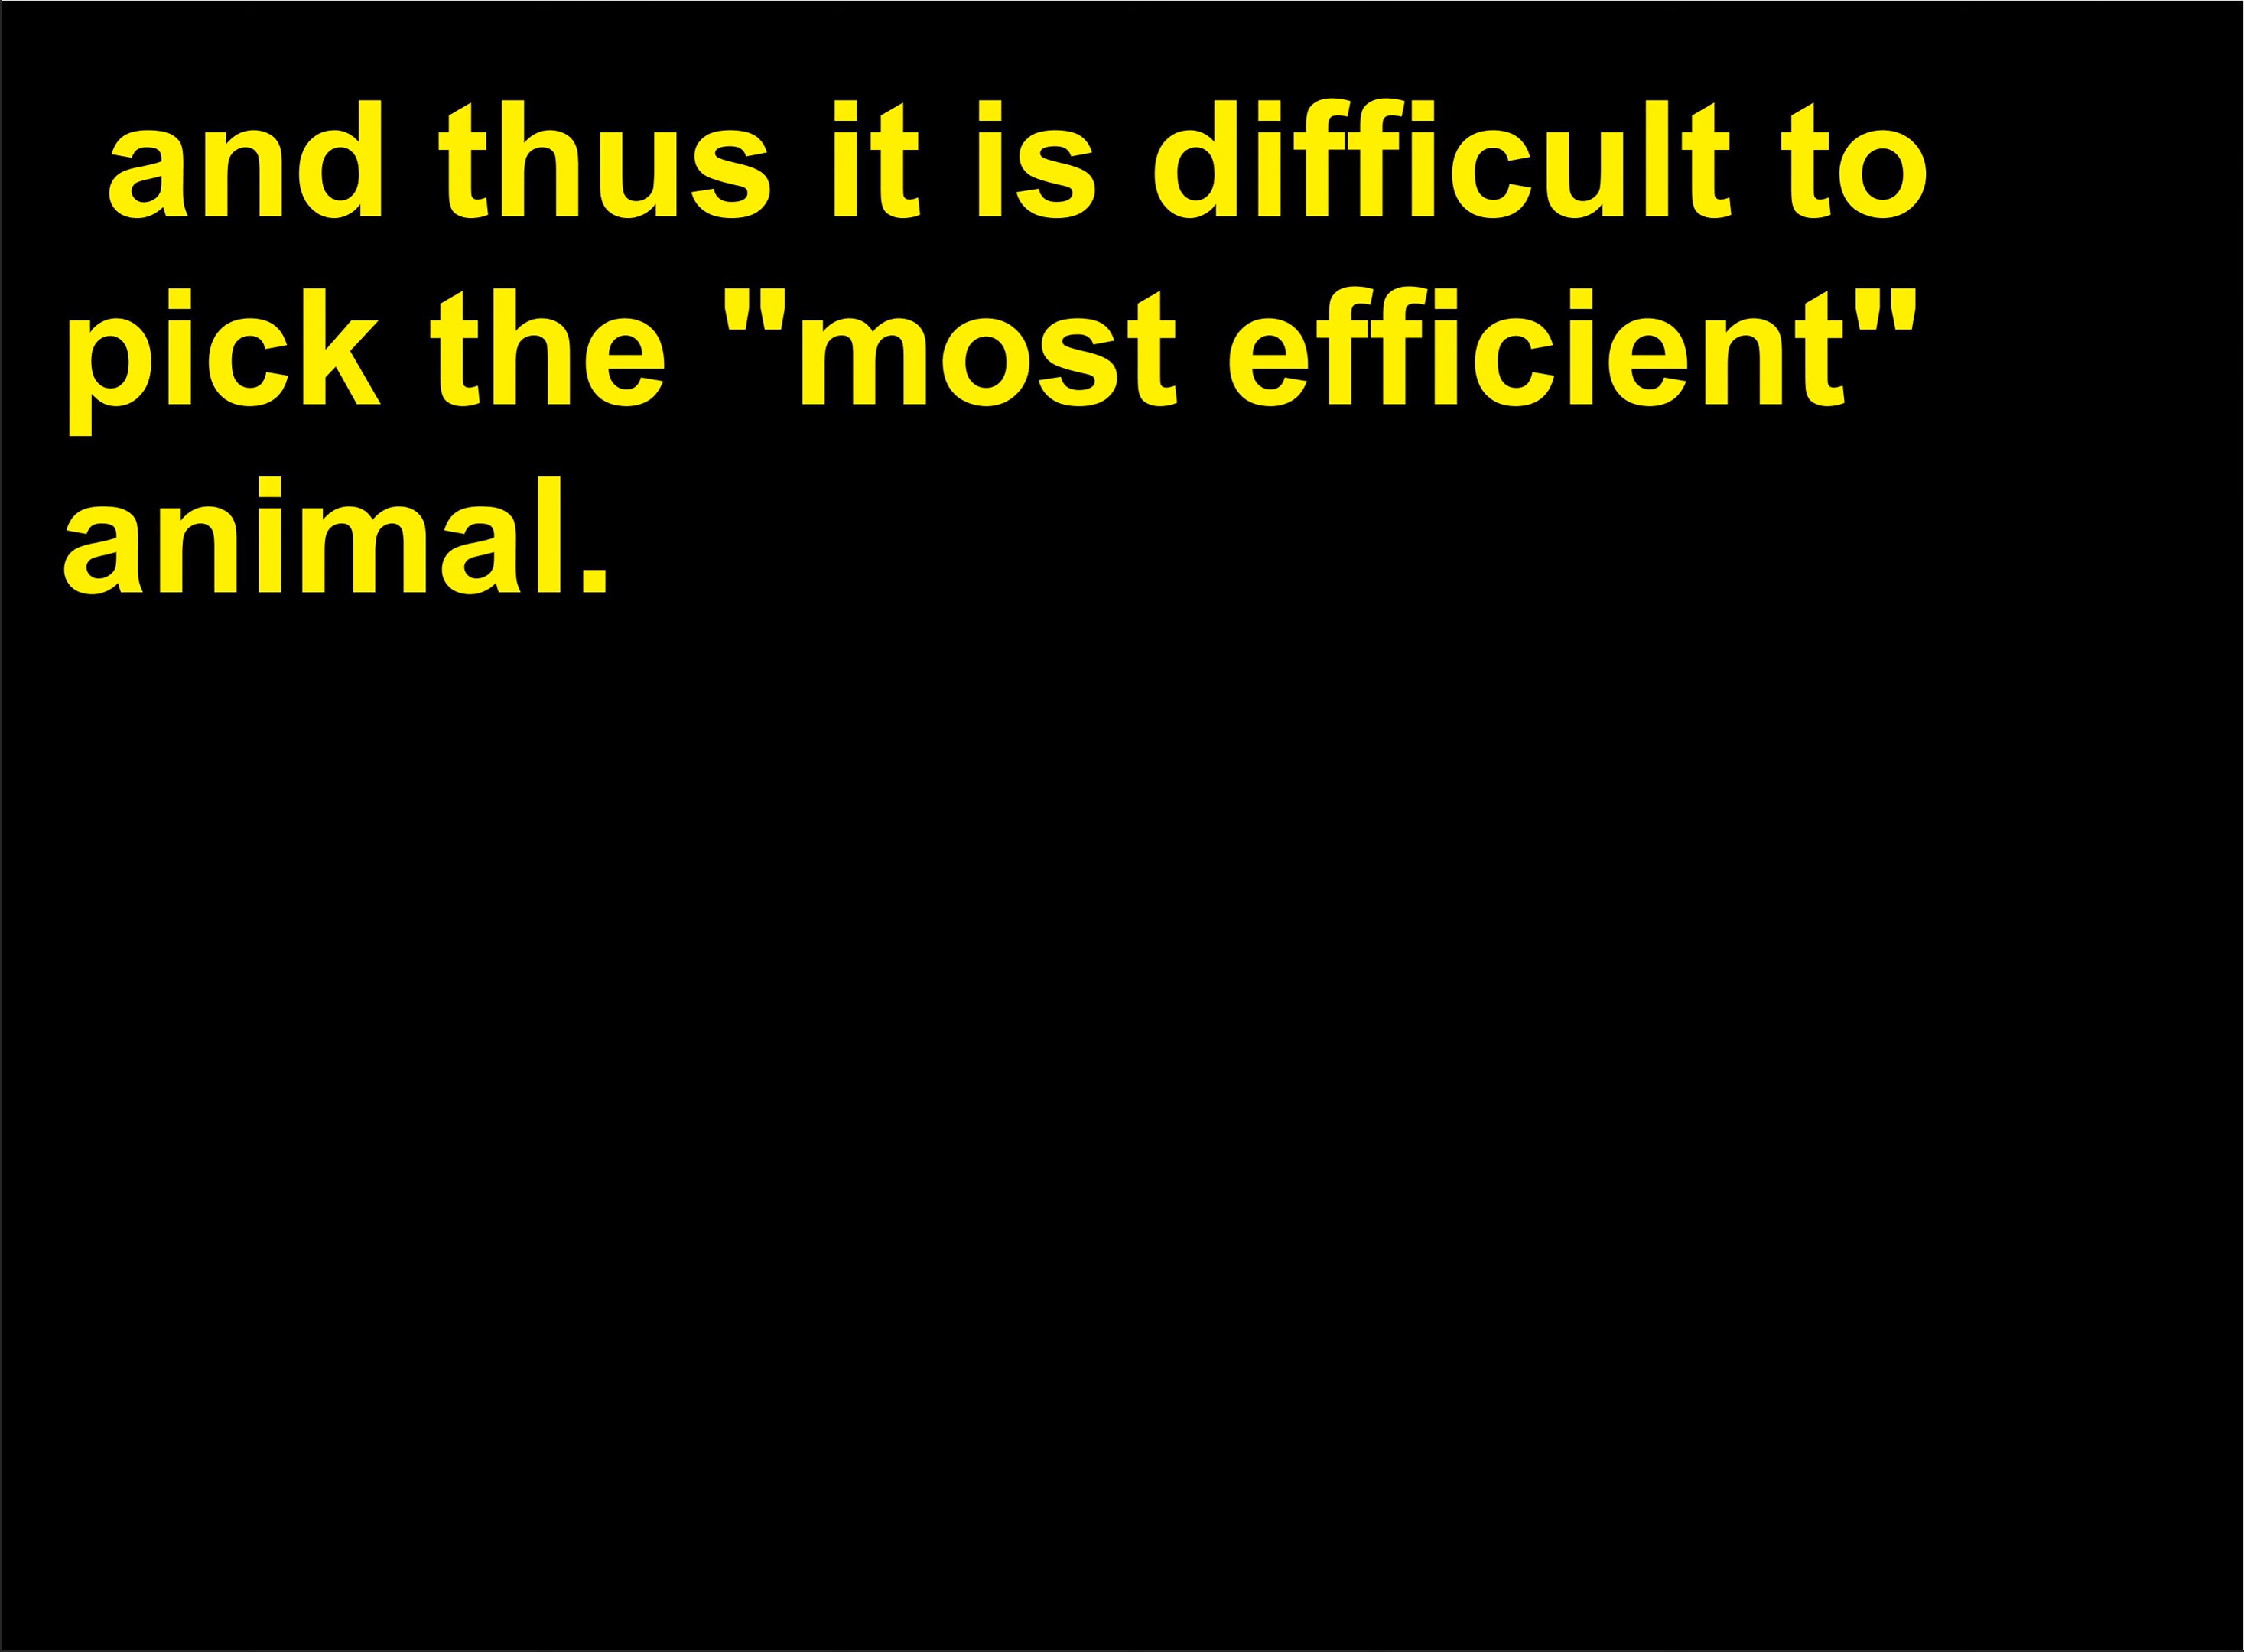 and thus it is difficult to
pick the "most efficient"
animal.